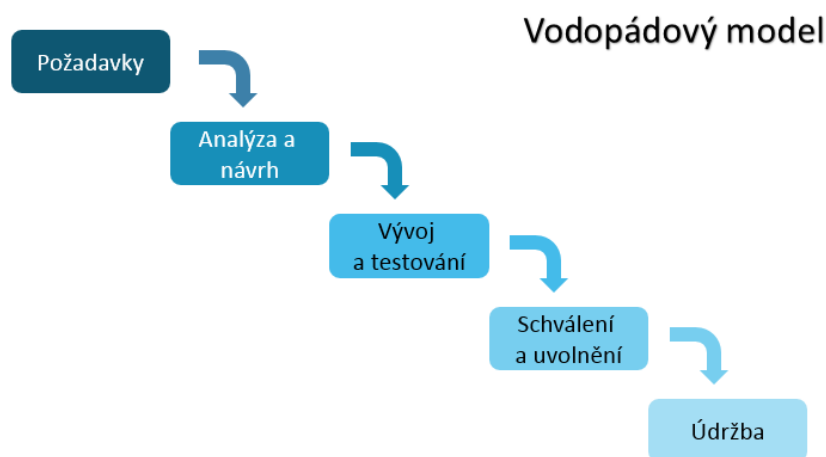 Vodopádový model
Požadavky
Analýza a
návrh
Vývoj
a testování
Schválení
a uvolnění
Údržba